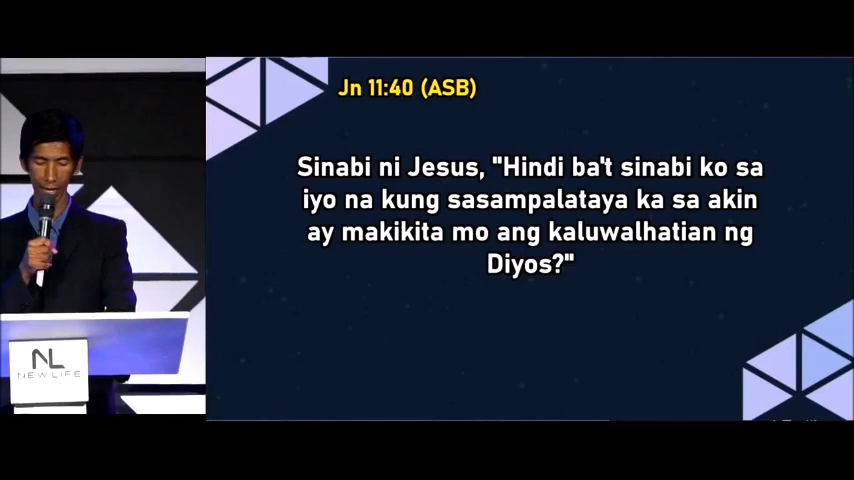 Jn 11:40 (ASB)
Sinabi ni Jesus, "Hindi ba't sinabi ko sa
iyo na kung sasampalataya ka sa akin
ay makikita mo ang kaluwalhatian ng
Diyos?"
NL
NEW LIFE